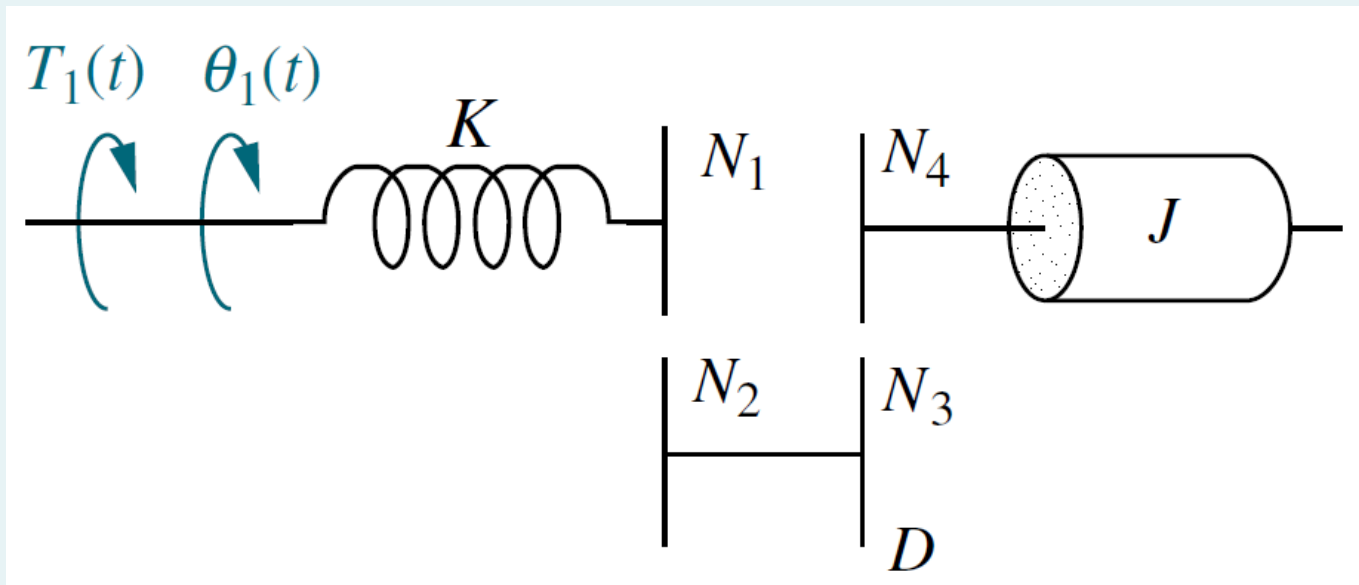 T₁(t) θ₁(t)
K
N₁ N₄
J
N₂ N₃
D